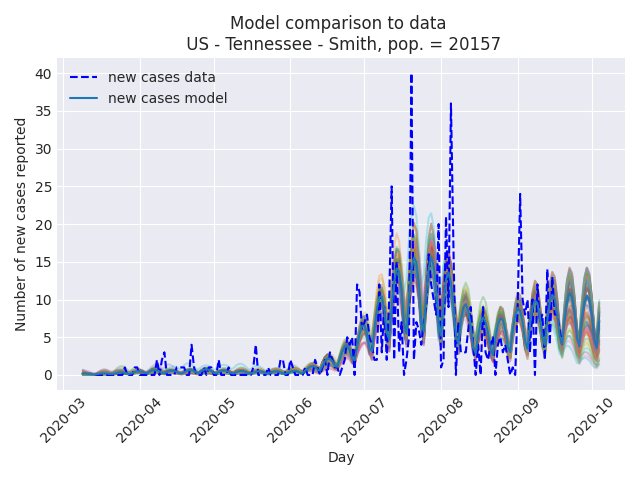 Model comparison to data
US - Tennessee - Smith, pop. = 20157
new cases data
new cases model
Number of new cases reported
40
35
30
25
20
15
10
5
0
2020-03
2020-04
2020-05
2020-06
2020-07
2020-08
2020-09
2020-10
Day